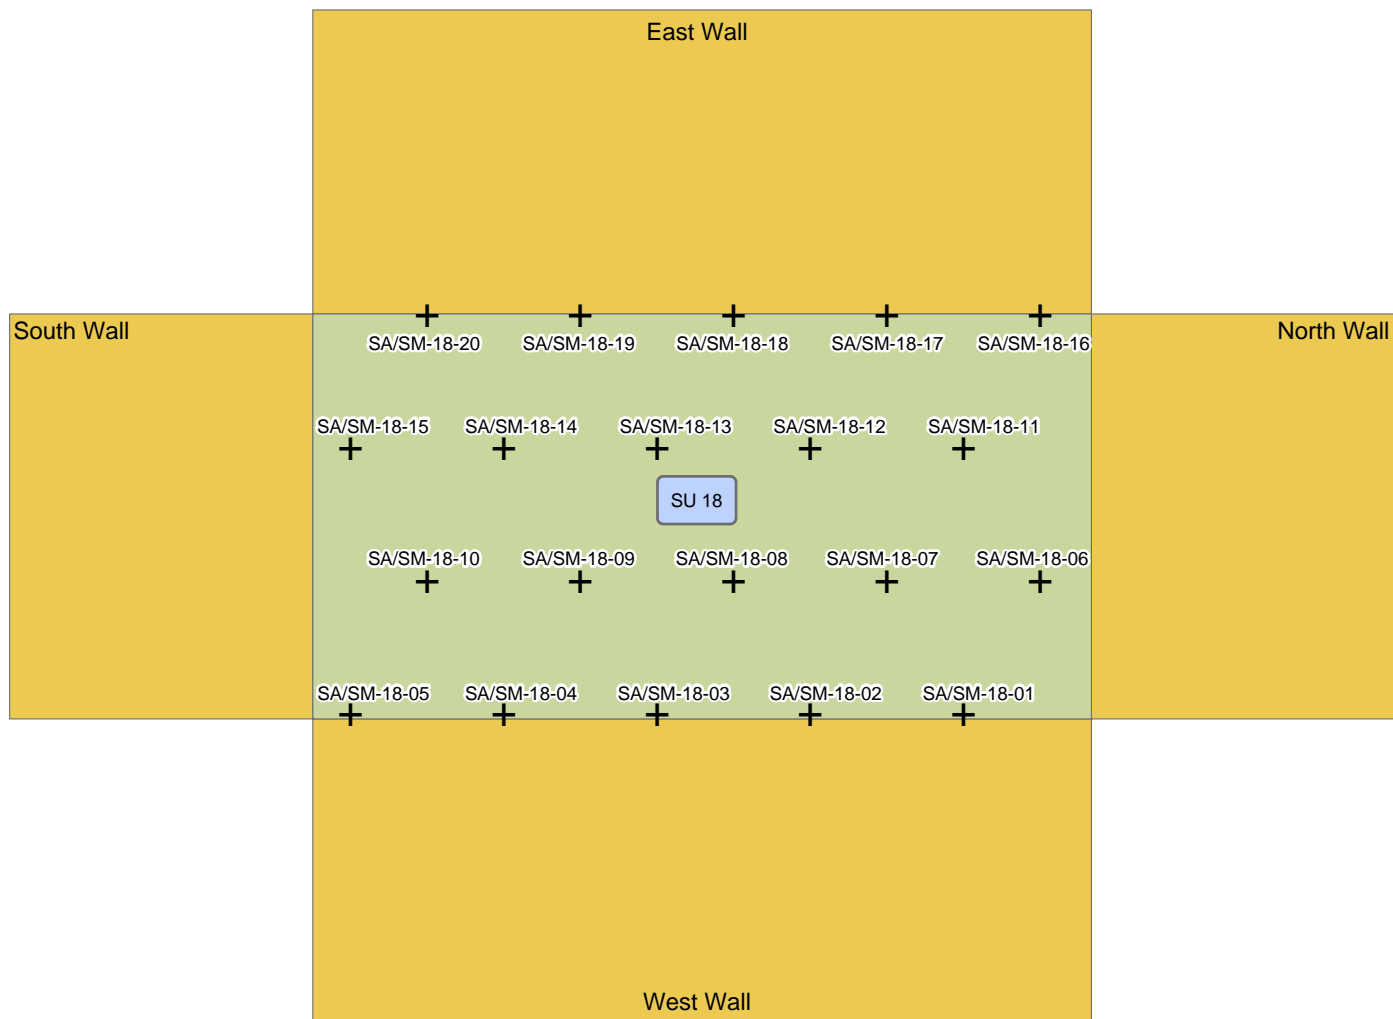 East Wall
South Wall
North Wall
SA/SM-18-20
SA/SM-18-19
SA/SM-18-18
SA/SM-18-17
SA/SM-18-16
SA/SM-18-15
SA/SM-18-14
SA/SM-18-13
SA/SM-18-12
SA/SM-18-11
SU 18
SA/SM-18-10
SA/SM-18-09
SA/SM-18-08
SA/SM-18-07
SA/SM-18-06
SA/SM-18-05
SA/SM-18-04
SA/SM-18-03
SA/SM-18-02
SA/SM-18-01
West Wall